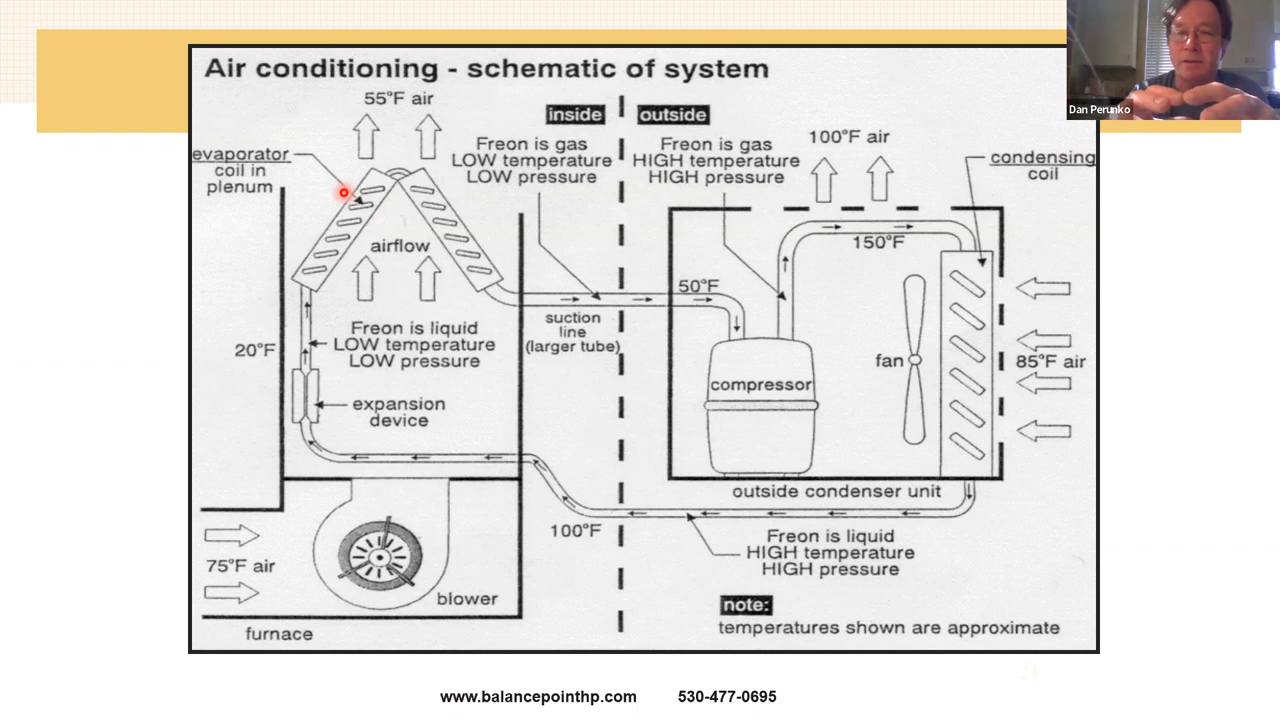 Air conditioning - schematic of system
Dan Perunko
55°F air
inside
outside
Freon is gas
LOW temperature
LOW pressure
Freon is gas
HIGH temperature
HIGH pressure
100°F air
condensing
coil
evaporator
coil in
plenum
airflow
150°F
50°F
suction
line
(larger tube)
Freon is liquid
LOW temperature
LOW pressure
20°F
expansion
device
compressor
fan
85°F air
outside condenser unit
100°F
Freon is liquid
HIGH temperature
HIGH pressure
75°F air
blower
furnace
note:
temperatures shown are approximate
www.balancepointhp.com 530-477-0695